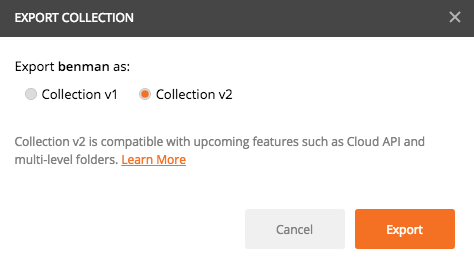 EXPORT COLLECTION
Export benman as:
Collection v1 Collection v2
Collection v2 is compatible with upcoming features such as Cloud API and
multi-level folders. Learn More
Cancel Export